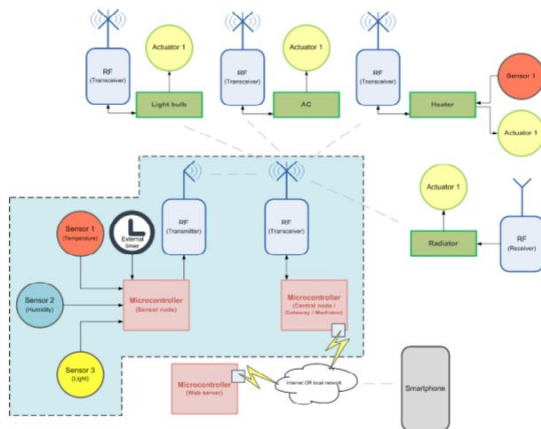 RF
(Transceiver)
Actuator 1
Light bulb
RF
(Transceiver)
Actuator 1
AC
RF
(Transceiver)
Heater
Sensor 1
Actuator 1
Actuator 1
Radiator
RF
(Receiver)
Sensor 1
(Temperature)
External
timer
RF
(Transmitter)
RF
(Transceiver)
Sensor 2
(Humidity)
Microcontroller
(Sensor node)
Microcontroller
(Central node /
Gateway / Mediator)
Sensor 3
(Light)
Microcontroller
(Web server)
Internet OR local network
Smartphone